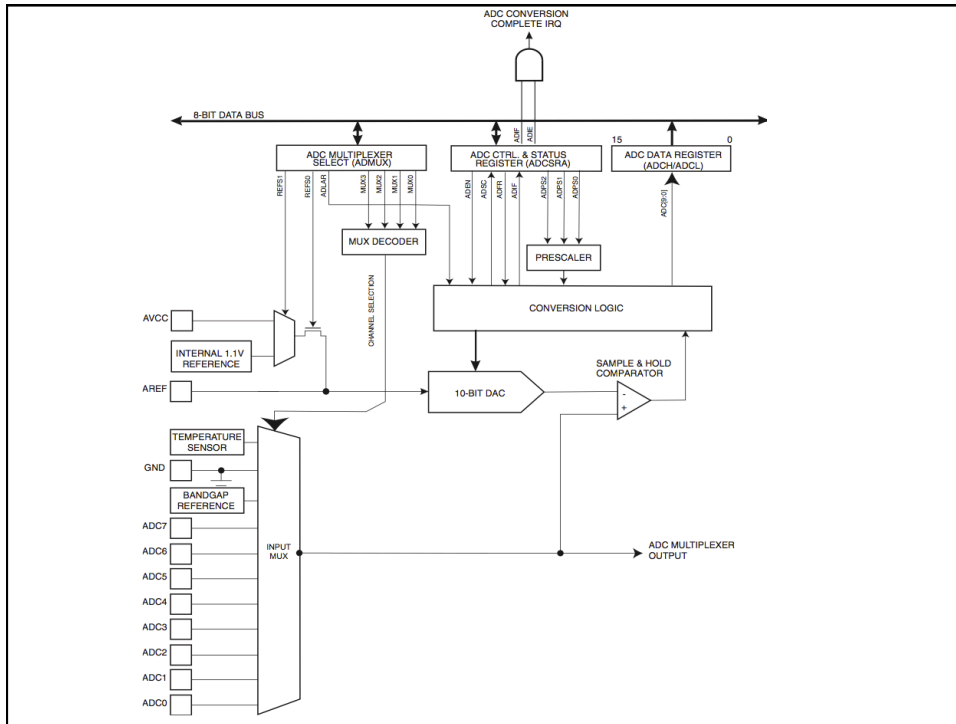 ADC CONVERSION
COMPLETE IRQ
8-BIT DATA BUS
ADIF
ADIE
15
0
ADC MULTIPLEXER
SELECT (ADMUX)
ADC CTRL. & STATUS
REGISTER (ADCSRA)
ADC DATA REGISTER
(ADCH/ADCL)
REFS1
REFS0
ADLAR
MUX3
MUX2
MUX1
MUX0
ADEN
ADSC
ADFR
ADIF
ADPS2
ADPS1
ADPS0
ADC[9:0]
MUX DECODER
PRESCALER
CHANNEL SELECTION
CONVERSION LOGIC
AVCC
INTERNAL 1.1V
REFERENCE
SAMPLE & HOLD
COMPARATOR
AREF
10-BIT DAC
-
+
TEMPERATURE
SENSOR
GND
BANDGAP
REFERENCE
ADC7
ADC6
ADC5
ADC4
ADC3
ADC2
ADC1
ADC0
INPUT
MUX
ADC MULTIPLEXER
OUTPUT